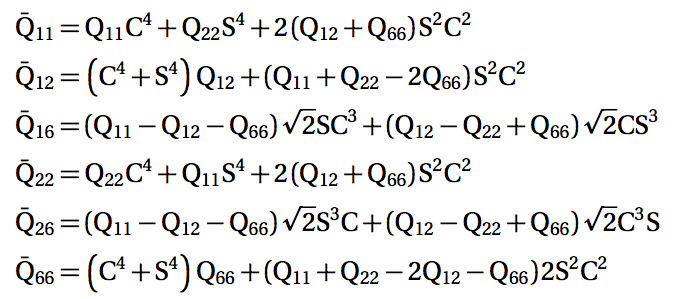 Q̄₁₁ = Q₁₁C⁴ + Q₂₂S⁴ + 2(Q₁₂ + Q₆₆)S²C²
Q̄₁₂ = (C⁴ + S⁴)Q₁₂ + (Q₁₁ + Q₂₂ − 2Q₆₆)S²C²
Q̄₁₆ = (Q₁₁ − Q₁₂ − Q₆₆)√2SC³ + (Q₁₂ − Q₂₂ + Q₆₆)√2CS³
Q̄₂₂ = Q₂₂C⁴ + Q₁₁S⁴ + 2(Q₁₂ + Q₆₆)S²C²
Q̄₂₆ = (Q₁₁ − Q₁₂ − Q₆₆)√2S³C + (Q₁₂ − Q₂₂ + Q₆₆)√2C³S
Q̄₆₆ = (C⁴ + S⁴)Q₆₆ + (Q₁₁ + Q₂₂ − 2Q₁₂ − Q₆₆)2S²C²